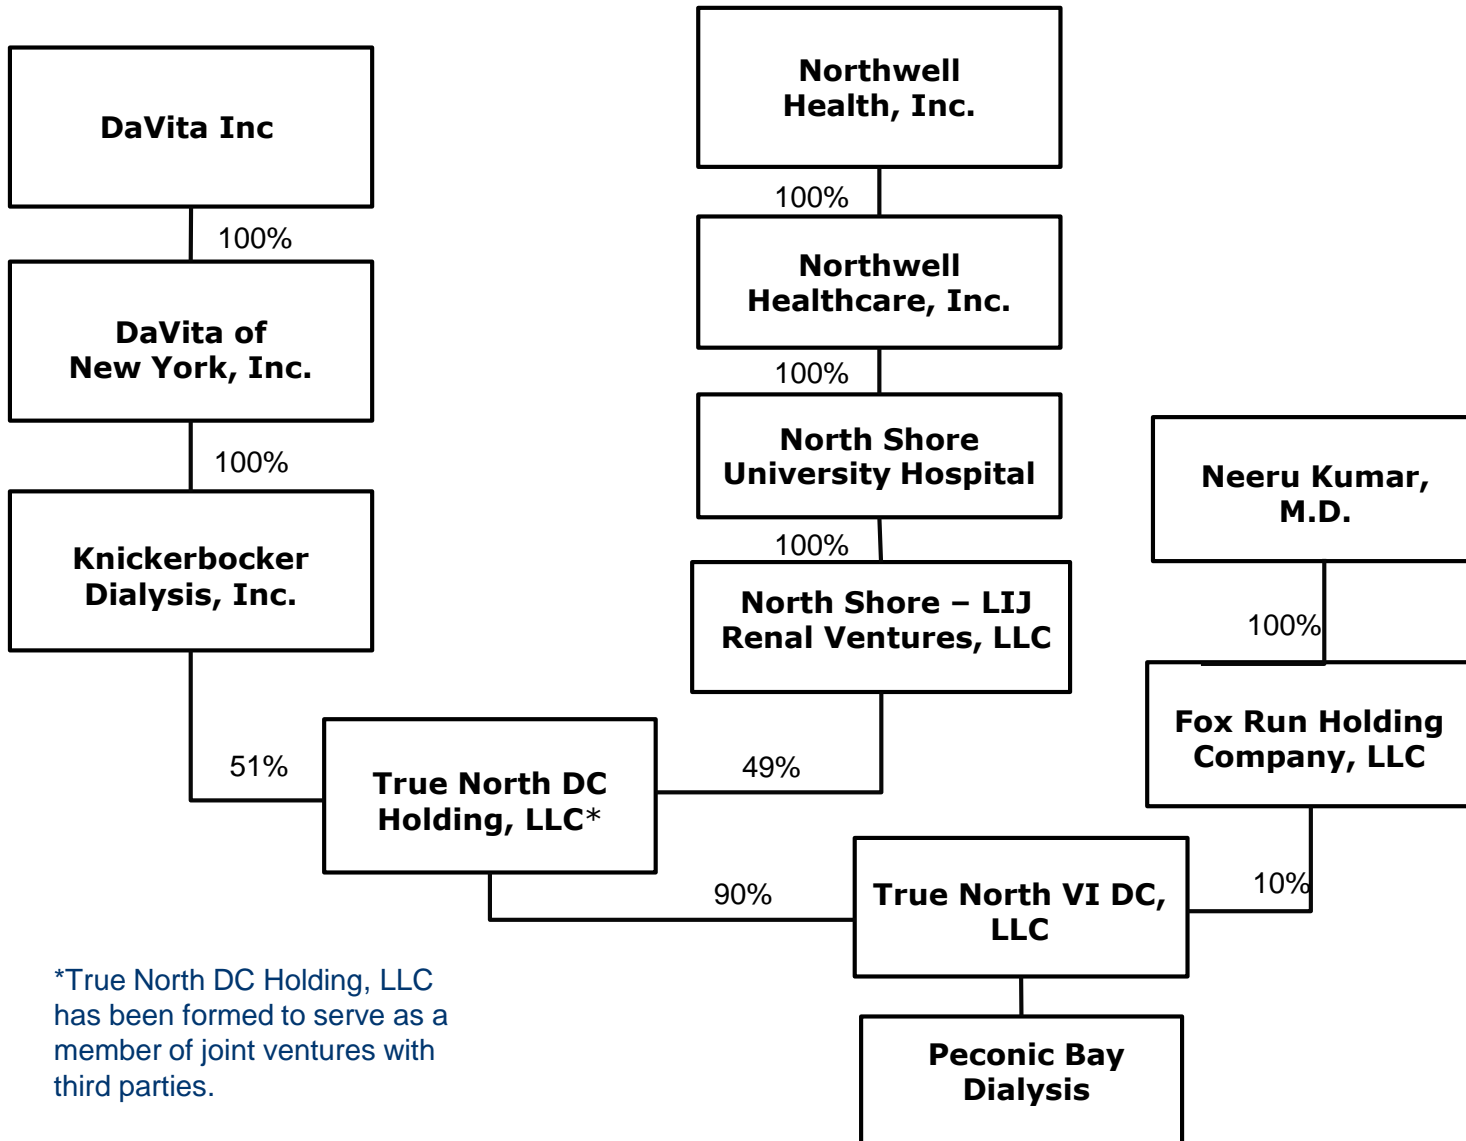 Northwell
Health, Inc.
DaVita Inc
100%
100%
Northwell
Healthcare, Inc.
DaVita of
New York, Inc.
100%
North Shore
University Hospital
100%
Neeru Kumar,
M.D.
Knickerbocker
Dialysis, Inc.
100%
North Shore – LIJ
Renal Ventures, LLC
100%
Fox Run Holding
Company, LLC
51%
True North DC
Holding, LLC*
49%
90%
True North VI DC,
LLC
10%
*True North DC Holding, LLC
has been formed to serve as a
member of joint ventures with
third parties.
Peconic Bay
Dialysis